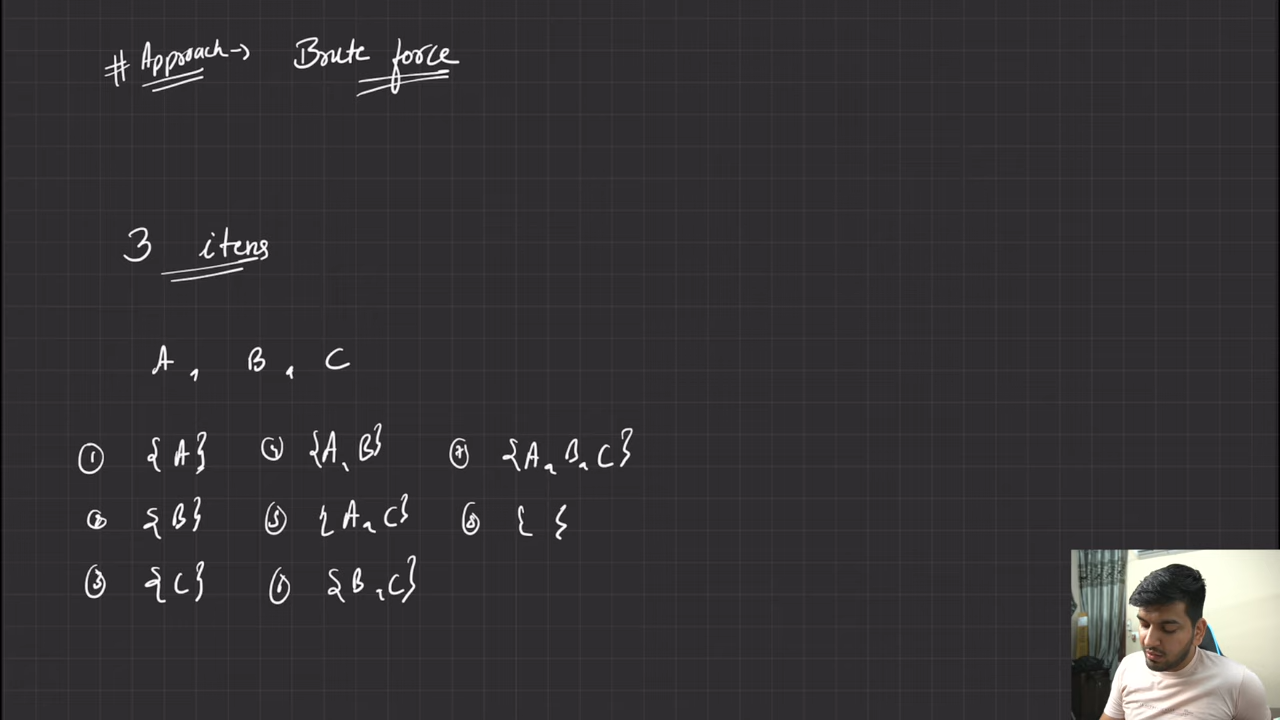 # Approach → Brute force
3 items
A, B, C
① {A} ④ {A, B} ⑦ {A, B, C}
② {B} ⑤ {A, C} ⑧ { }
③ {C} ⑥ {B, C}